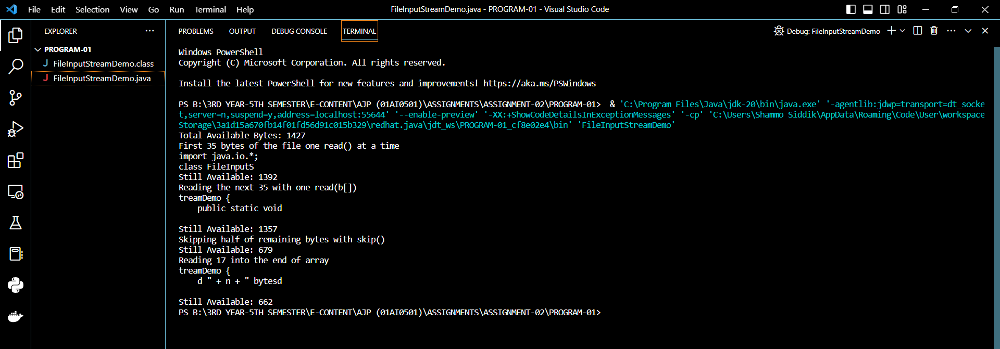 File Edit Selection View Go Run Terminal Help FileInputStreamDemo.java - PROGRAM-01 - Visual Studio Code
EXPLORER
PROGRAM-01
J FileInputStreamDemo.class
J FileInputStreamDemo.java
PROBLEMS OUTPUT DEBUG CONSOLE TERMINAL Debug: FileInputStreamDemo
Windows PowerShell
Copyright (C) Microsoft Corporation. All rights reserved.
Install the latest PowerShell for new features and improvements! https://aka.ms/PSWindows
PS B:\3RD YEAR-5TH SEMESTER\E-CONTENT\AJP (01AI0501)\ASSIGNMENTS\ASSIGNMENT-02\PROGRAM-01>  & 'C:\Program Files\Java\jdk-20\bin\java.exe' '-agentlib:jdwp=transport=dt_socke
t,server=n,suspend=y,address=localhost:55644' '--enable-preview' '-XX:+ShowCodeDetailsInExceptionMessages' '-cp' 'C:\Users\Shammo Siddik\AppData\Roaming\Code\User\workspace
Storage\3a1d15a670fb14f01fd56d91c015b329\redhat.java\jdt_ws\PROGRAM-01_cf8e02e4\bin' 'FileInputStreamDemo'
Total Available Bytes: 1427
First 35 bytes of the file one read() at a time
import java.io.*;
class FileInputS
Still Available: 1392
Reading the next 35 with one read(b[])
treamDemo {
    public static void
Still Available: 1357
Skipping half of remaining bytes with skip()
Still Available: 679
Reading 17 into the end of array
treamDemo {
    d " + n + " bytesd
Still Available: 662
PS B:\3RD YEAR-5TH SEMESTER\E-CONTENT\AJP (01AI0501)\ASSIGNMENTS\ASSIGNMENT-02\PROGRAM-01>